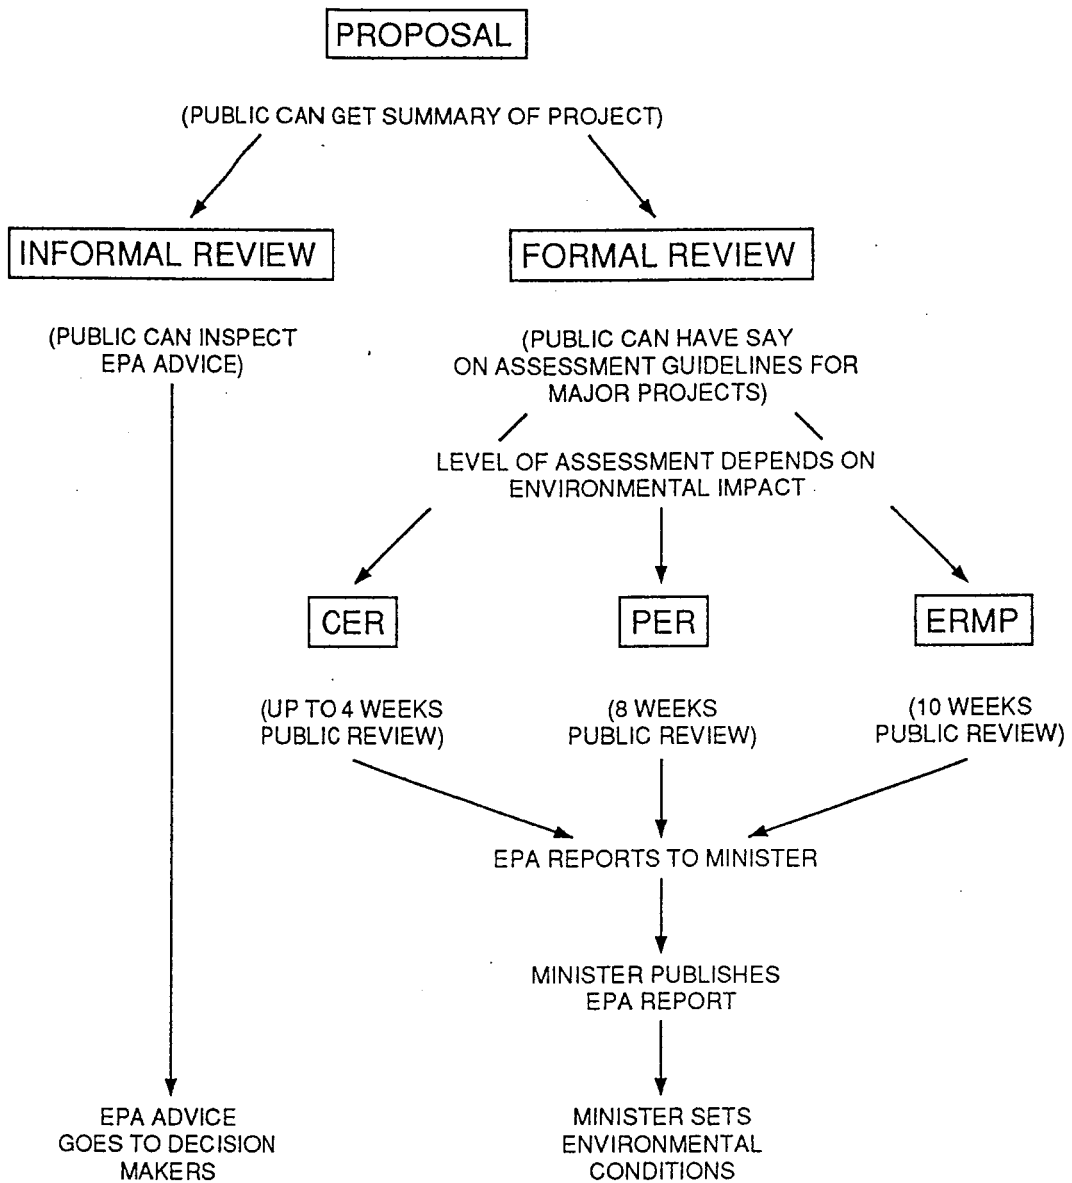 PROPOSAL
(PUBLIC CAN GET SUMMARY OF PROJECT)
INFORMAL REVIEW
FORMAL REVIEW
(PUBLIC CAN INSPECT
EPA ADVICE)
(PUBLIC CAN HAVE SAY
ON ASSESSMENT GUIDELINES FOR
MAJOR PROJECTS)
LEVEL OF ASSESSMENT DEPENDS ON
ENVIRONMENTAL IMPACT
CER
PER
ERMP
(UP TO 4 WEEKS
PUBLIC REVIEW)
(8 WEEKS
PUBLIC REVIEW)
(10 WEEKS
PUBLIC REVIEW)
EPA REPORTS TO MINISTER
MINISTER PUBLISHES
EPA REPORT
EPA ADVICE
GOES TO DECISION
MAKERS
MINISTER SETS
ENVIRONMENTAL
CONDITIONS